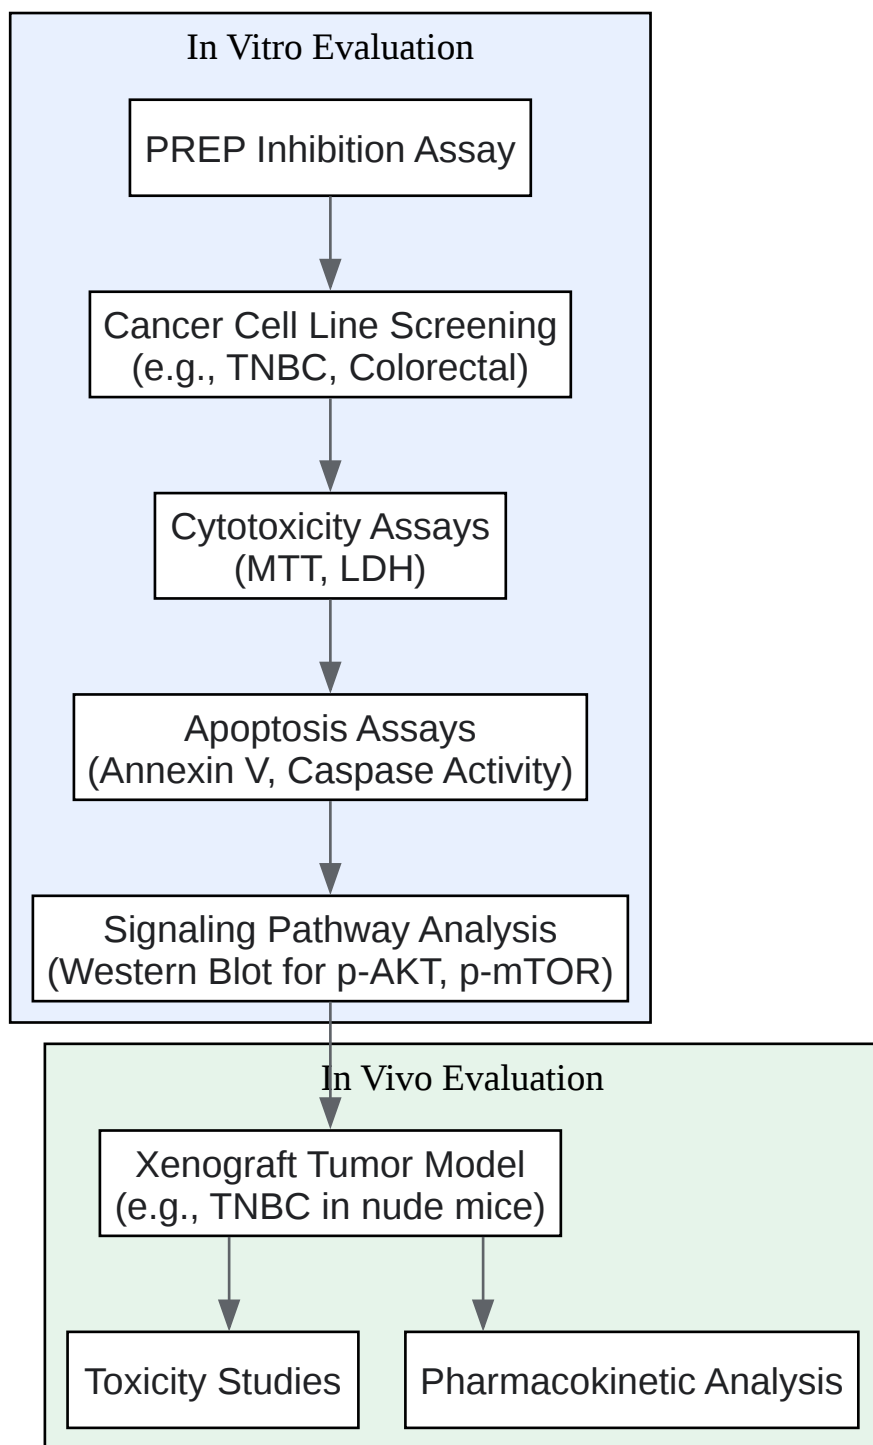 In Vitro Evaluation
PREP Inhibition Assay
Cancer Cell Line Screening
(e.g., TNBC, Colorectal)
Cytotoxicity Assays
(MTT, LDH)
Apoptosis Assays
(Annexin V, Caspase Activity)
Signaling Pathway Analysis
(Western Blot for p-AKT, p-mTOR)
In Vivo Evaluation
Xenograft Tumor Model
(e.g., TNBC in nude mice)
Toxicity Studies
Pharmacokinetic Analysis